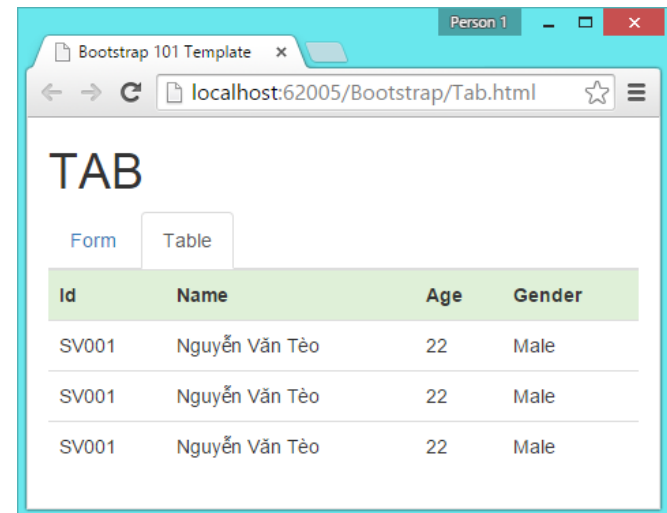 Person 1
Bootstrap 101 Template
localhost:62005/Bootstrap/Tab.html
TAB
Form Table
Id Name Age Gender
SV001 Nguyễn Văn Tèo 22 Male
SV001 Nguyễn Văn Tèo 22 Male
SV001 Nguyễn Văn Tèo 22 Male